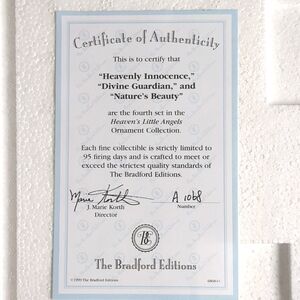 Certificate of Authenticity
This is to certify that
"Heavenly Innocence,"
"Divine Guardian," and
"Nature's Beauty"
are the fourth set in the
Heaven's Little Angels
Ornament Collection.
Each fine collectible is strictly limited to
95 firing days and is crafted to meet or
exceed the strictest quality standards of
The Bradford Editions.
Marie Korth
A 1068
J. Marie Korth
Number
Director
The Bradford Editions